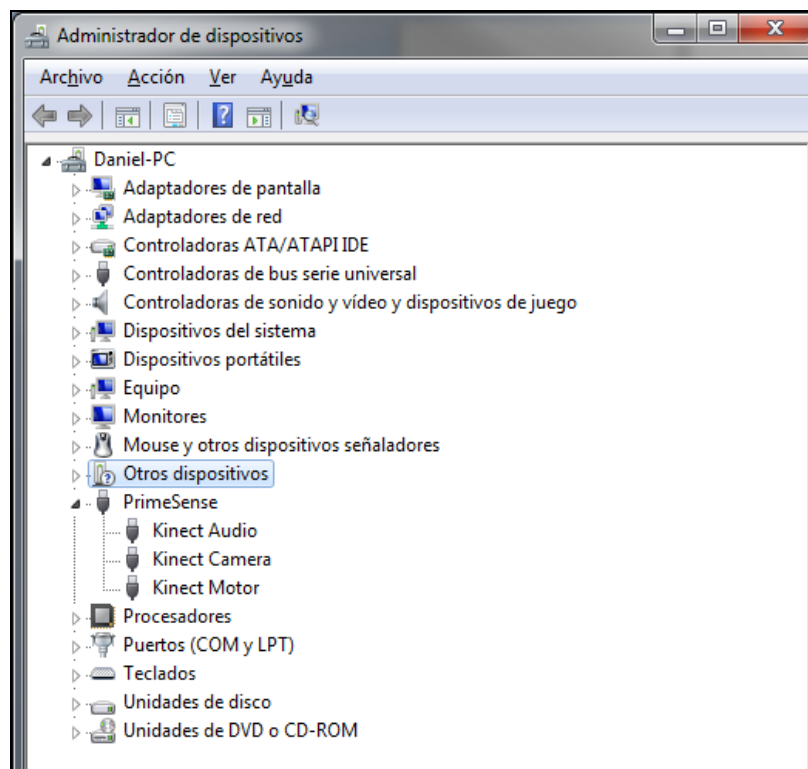 Administrador de dispositivos
Archivo Acción Ver Ayuda
Daniel-PC
Adaptadores de pantalla
Adaptadores de red
Controladoras ATA/ATAPI IDE
Controladoras de bus serie universal
Controladoras de sonido y vídeo y dispositivos de juego
Dispositivos del sistema
Dispositivos portátiles
Equipo
Monitores
Mouse y otros dispositivos señaladores
Otros dispositivos
PrimeSense
Kinect Audio
Kinect Camera
Kinect Motor
Procesadores
Puertos (COM y LPT)
Teclados
Unidades de disco
Unidades de DVD o CD-ROM